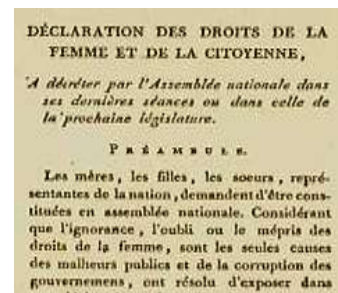 DÉCLARATION DES DROITS DE LA
FEMME ET DE LA CITOYENNE,
A décréter par l'Assemblée nationale dans
ses dernières séances ou dans celle de
la prochaine législature.
PRÉAMBULE.
Les mères, les filles, les soeurs, repré-
sentantes de la nation, demandent d'être cons-
tituées en assemblée nationale. Considérant
que l'ignorance, l'oubli ou le mépris des
droits de la femme, sont les seules causes
des malheurs publics et de la corruption des
gouvernemens, ont résolu d'exposer dans